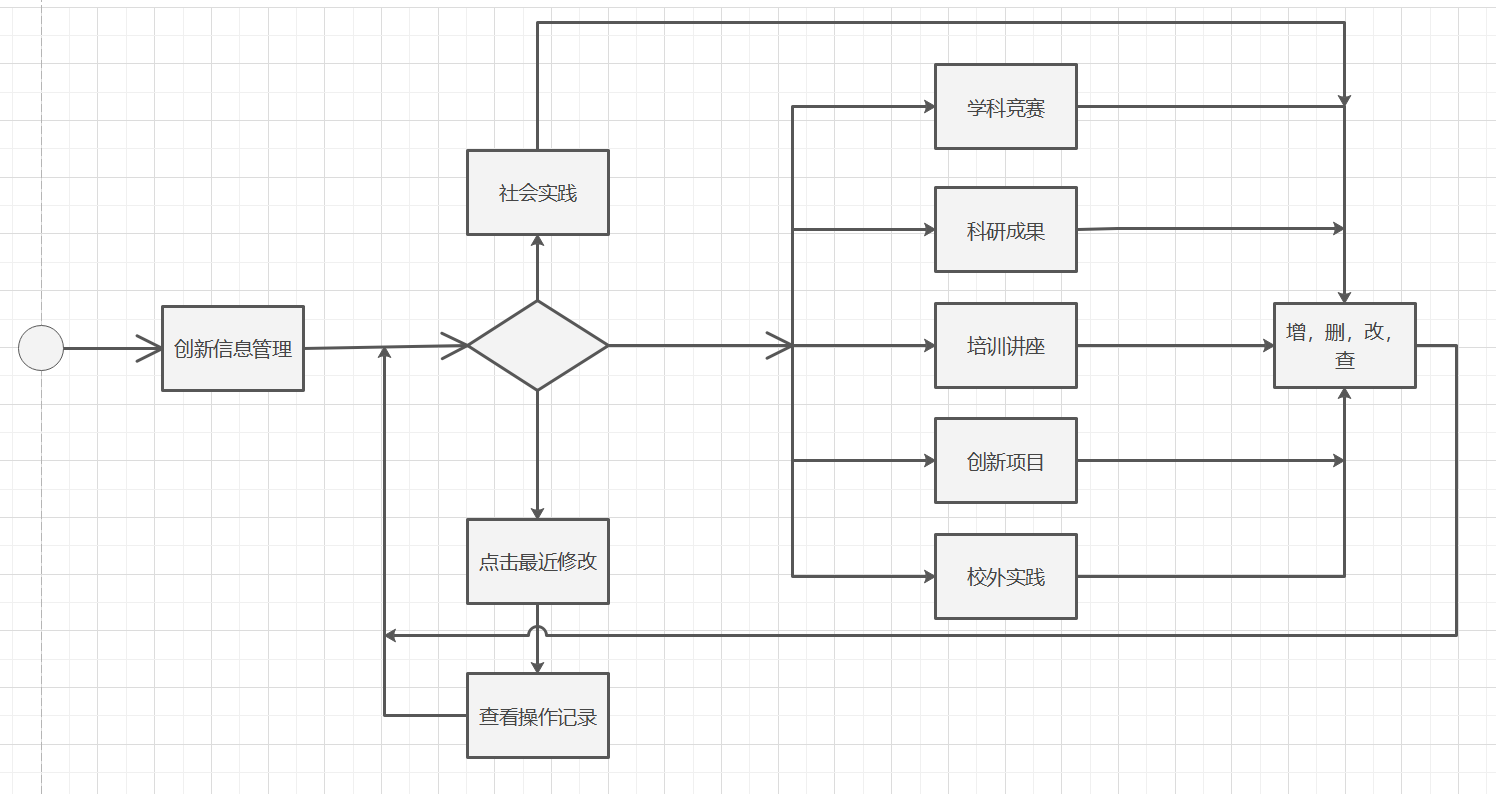 学科竞赛
社会实践
科研成果
创新信息管理
培训讲座
增，删，改，
查
创新项目
点击最近修改
校外实践
查看操作记录